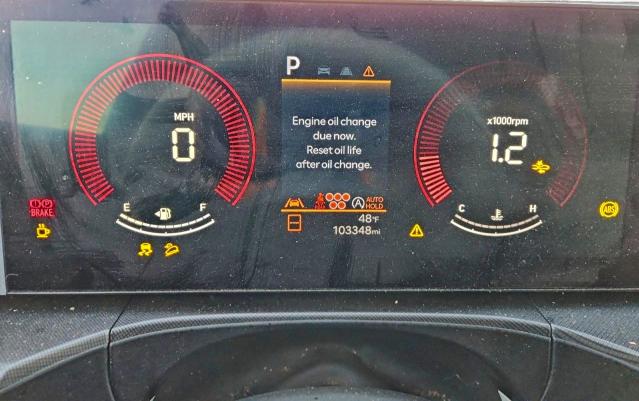 P
MPH
0
Engine oil change
due now.
Reset oil life
after oil change.
x1000rpm
1.2
E
F
AUTO
HOLD
C
H
BRAKE
ABS
48°F
103348mi